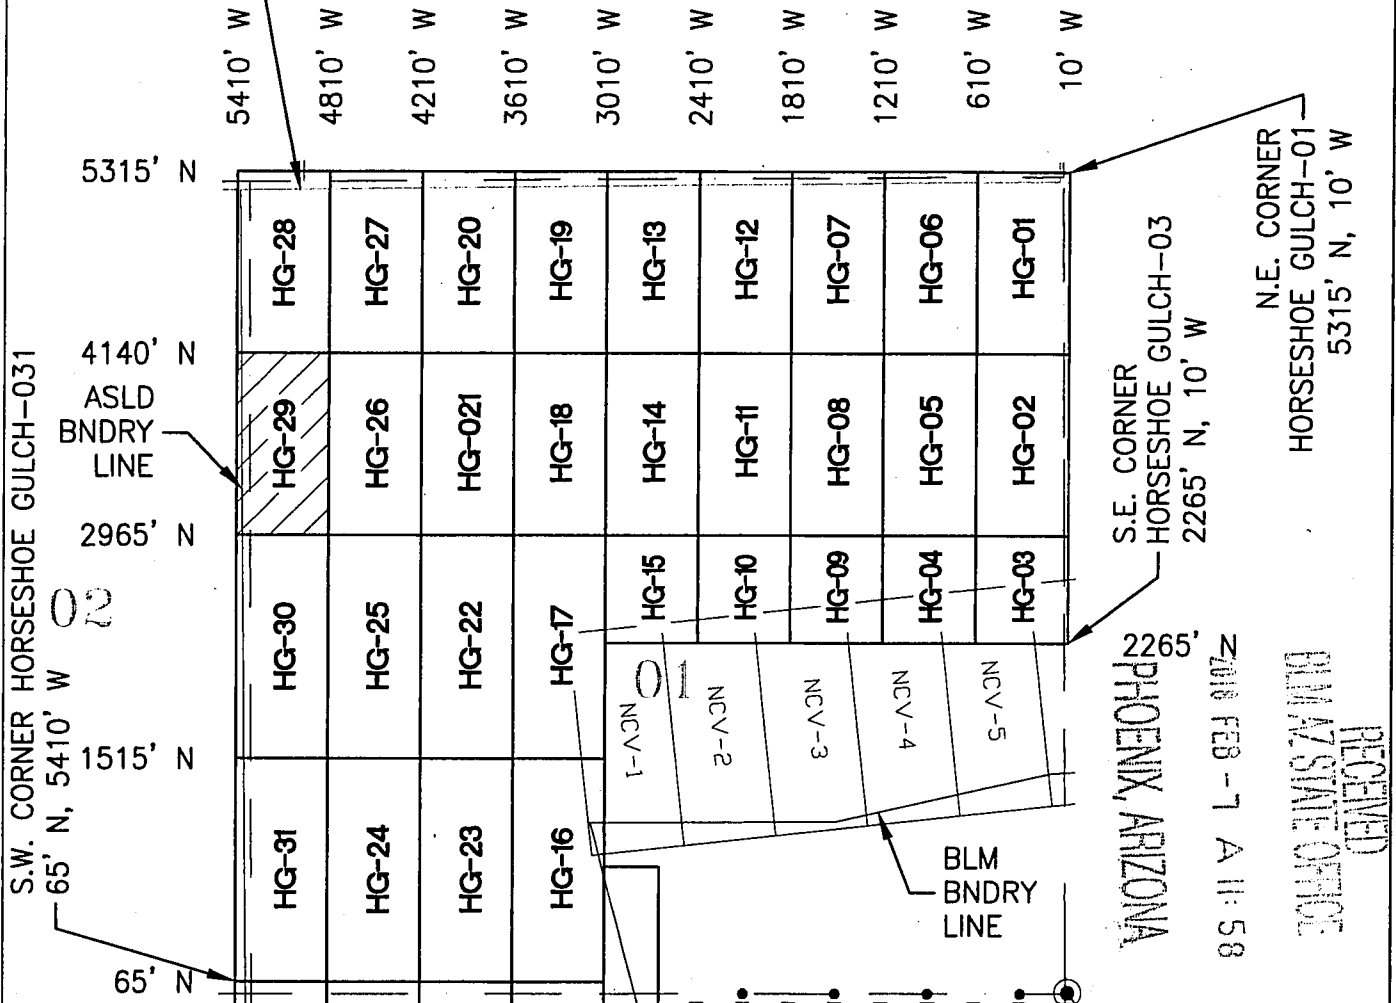 5410' W
4810' W
4210' W
3610' W
3010' W
2410' W
1810' W
1210' W
610' W
10' W
5315' N
HG-28
HG-27
HG-20
HG-19
HG-13
HG-12
HG-07
HG-06
HG-01
N.E. CORNER
HORSESHOE GULCH-01
5315' N, 10' W
4140' N
ASLD
BNDRY
LINE
HG-29
HG-26
HG-021
HG-18
HG-14
HG-11
HG-08
HG-05
HG-02
S.E. CORNER
HORSESHOE GULCH-03
2265' N, 10' W
2965' N
02
HG-30
HG-25
HG-22
HG-17
HG-15
HG-10
HG-09
HG-04
HG-03
2265' N
01
NCV-1
NCV-2
NCV-3
NCV-4
NCV-5
1515' N
HG-31
HG-24
HG-23
HG-16
BLM
BNDRY
LINE
65' N
S.W. CORNER HORSESHOE GULCH-031
65' N, 5410' W
RECEIVED
BLM AZ STATE OFFICE
2018 FEB -7 A 11: 58
PHOENIX, ARIZONA